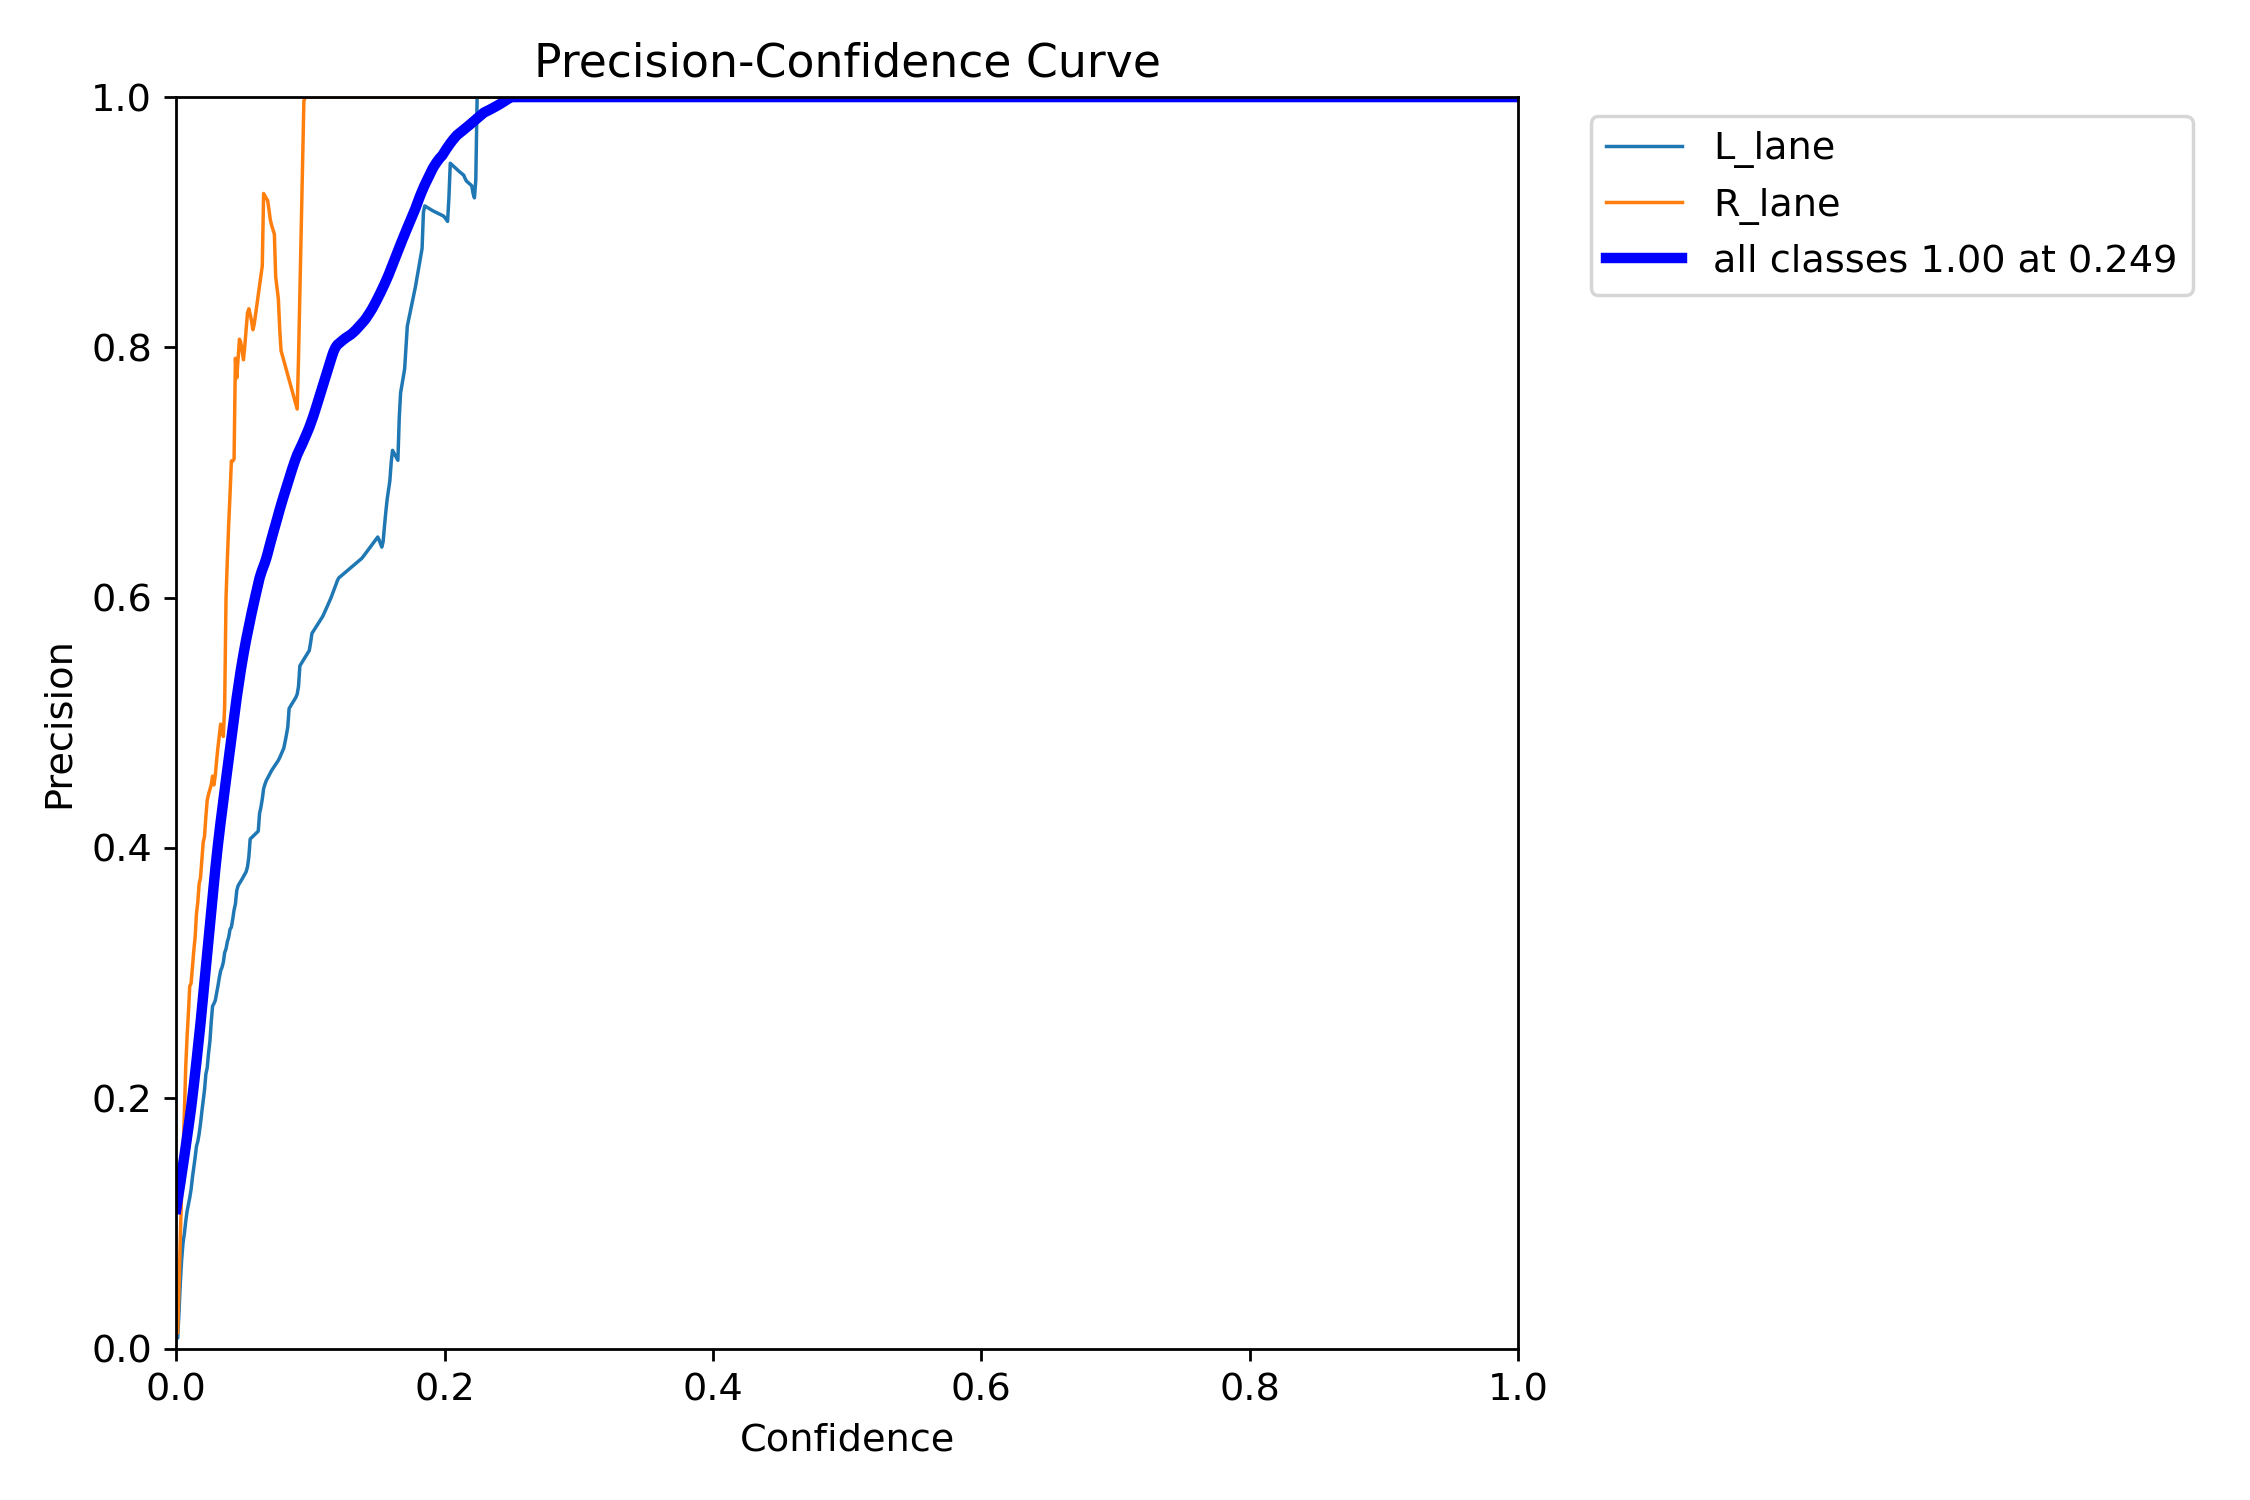 Precision-Confidence Curve
1.0
0.8
0.6
0.4
0.2
0.0
Precision
0.0 0.2 0.4 0.6 0.8 1.0
Confidence
L_lane
R_lane
all classes 1.00 at 0.249